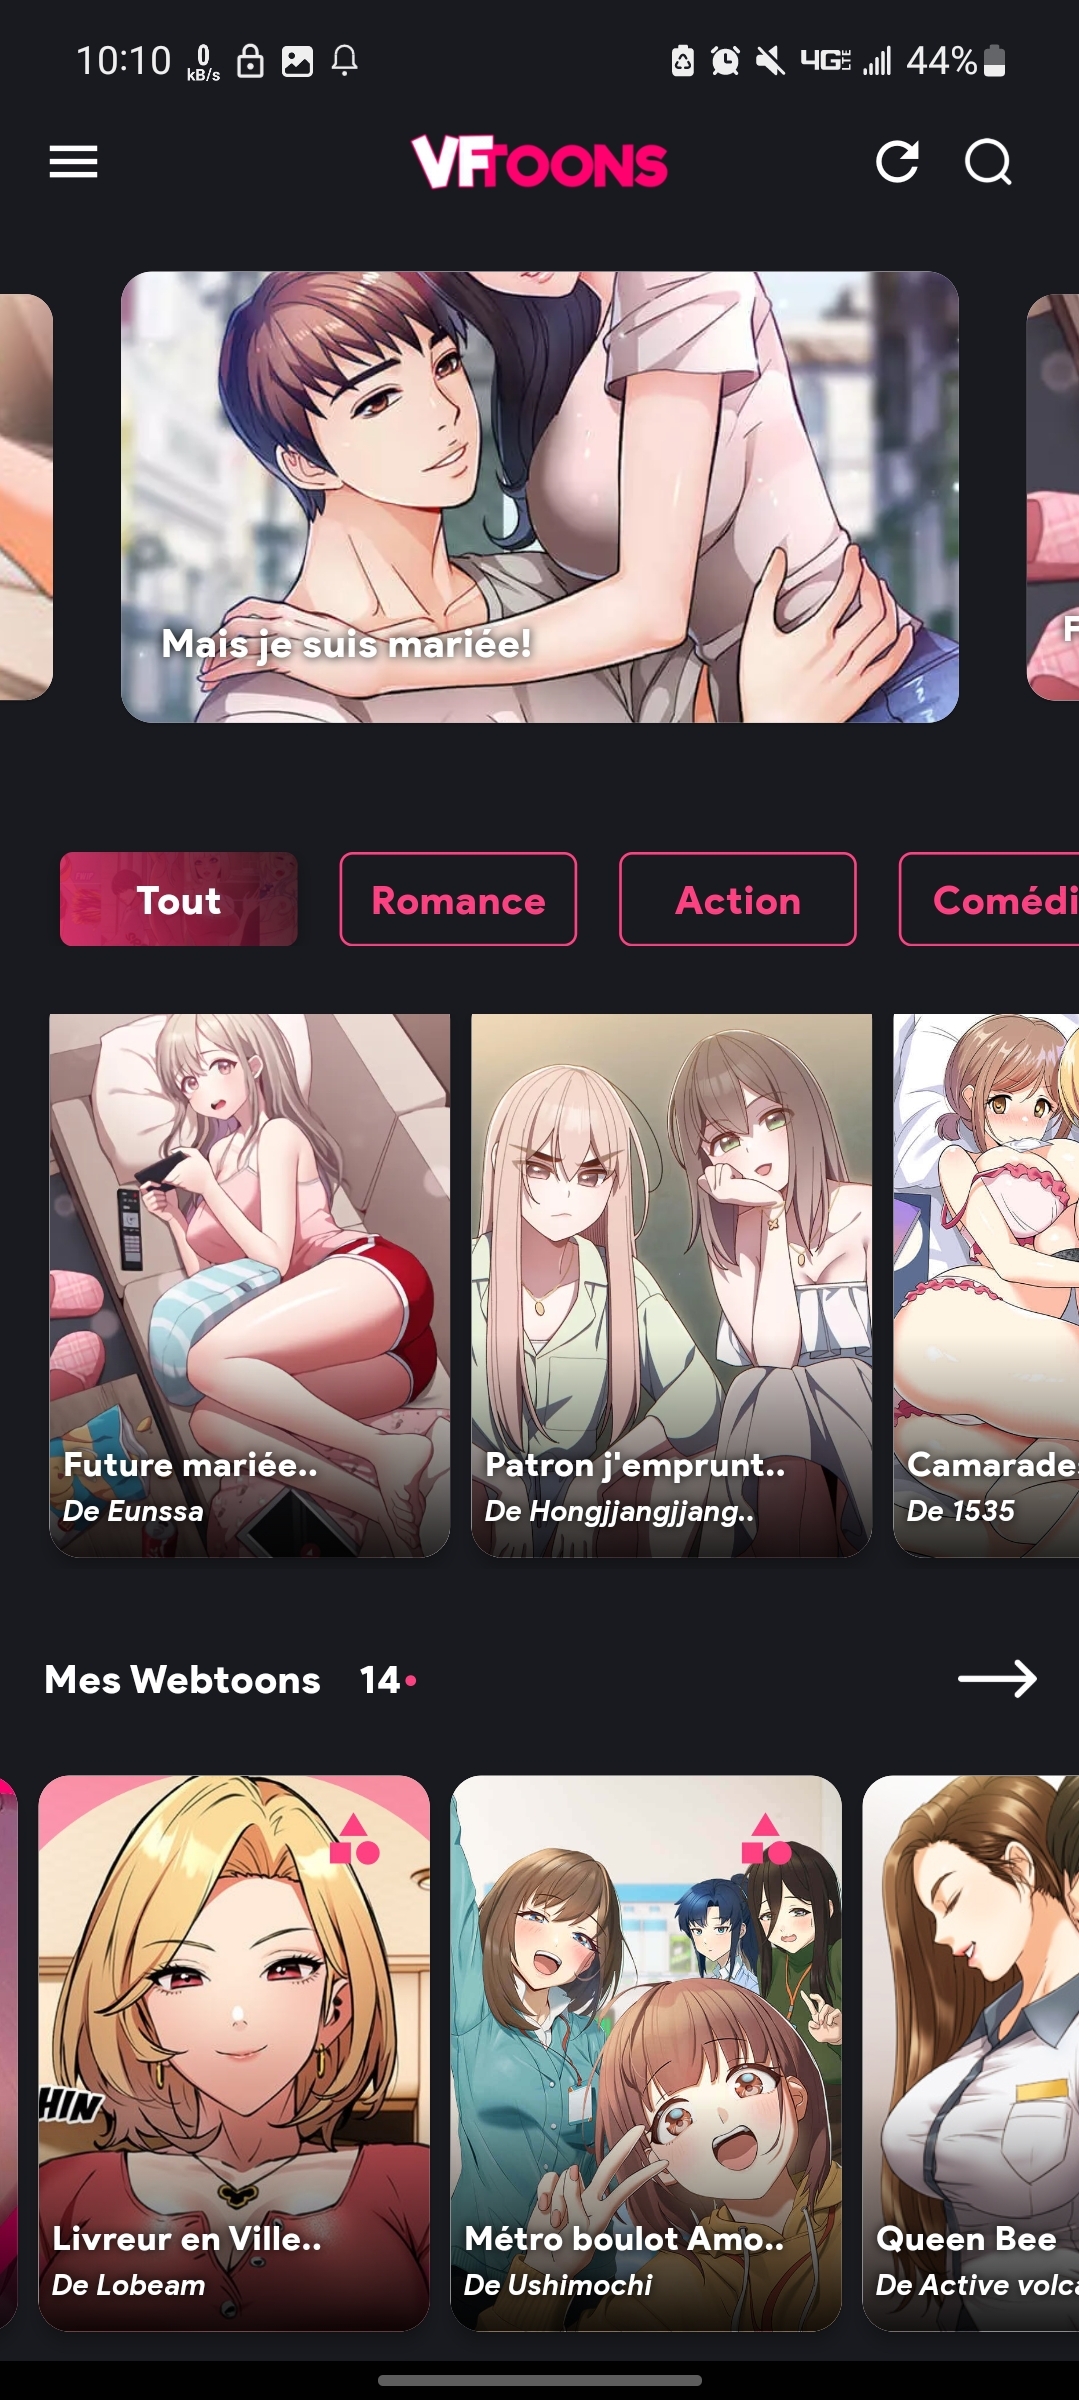 10:10 0 kB/s 4G LTE 44%
VFTOONS
Mais je suis mariée!
Tout Romance Action Comédi
Future mariée.. Patron j'emprunt.. Camarade
De Eunssa De Hongjjangjjang.. De 1535
Mes Webtoons 14
HIN
Livreur en Ville.. Métro boulot Amo.. Queen Bee
De Lobeam De Ushimochi De Active volca